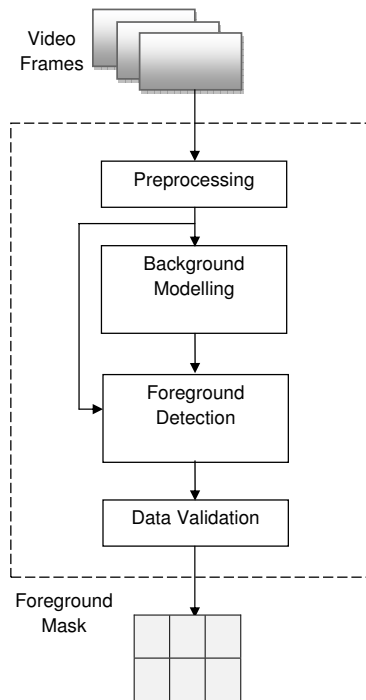 Video
Frames
Preprocessing
Background
Modelling
Foreground
Detection
Data Validation
Foreground
Mask